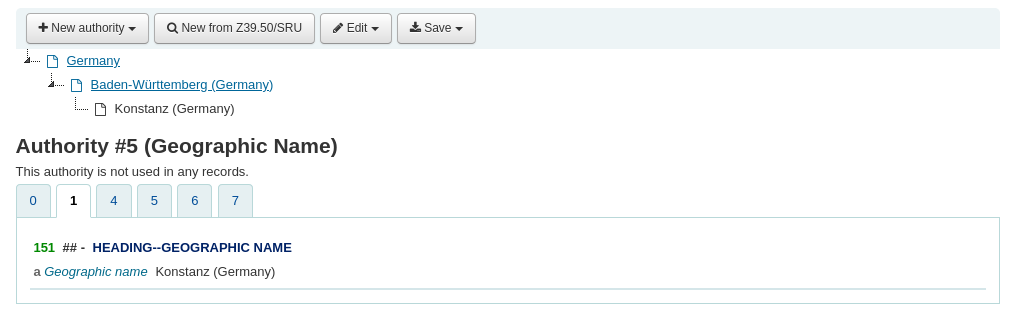 New authority New from Z39.50/SRU Edit Save
Germany
Baden-Württemberg (Germany)
Konstanz (Germany)
Authority #5 (Geographic Name)
This authority is not used in any records.
0 1 4 5 6 7
151 ## - HEADING--GEOGRAPHIC NAME
a Geographic name Konstanz (Germany)